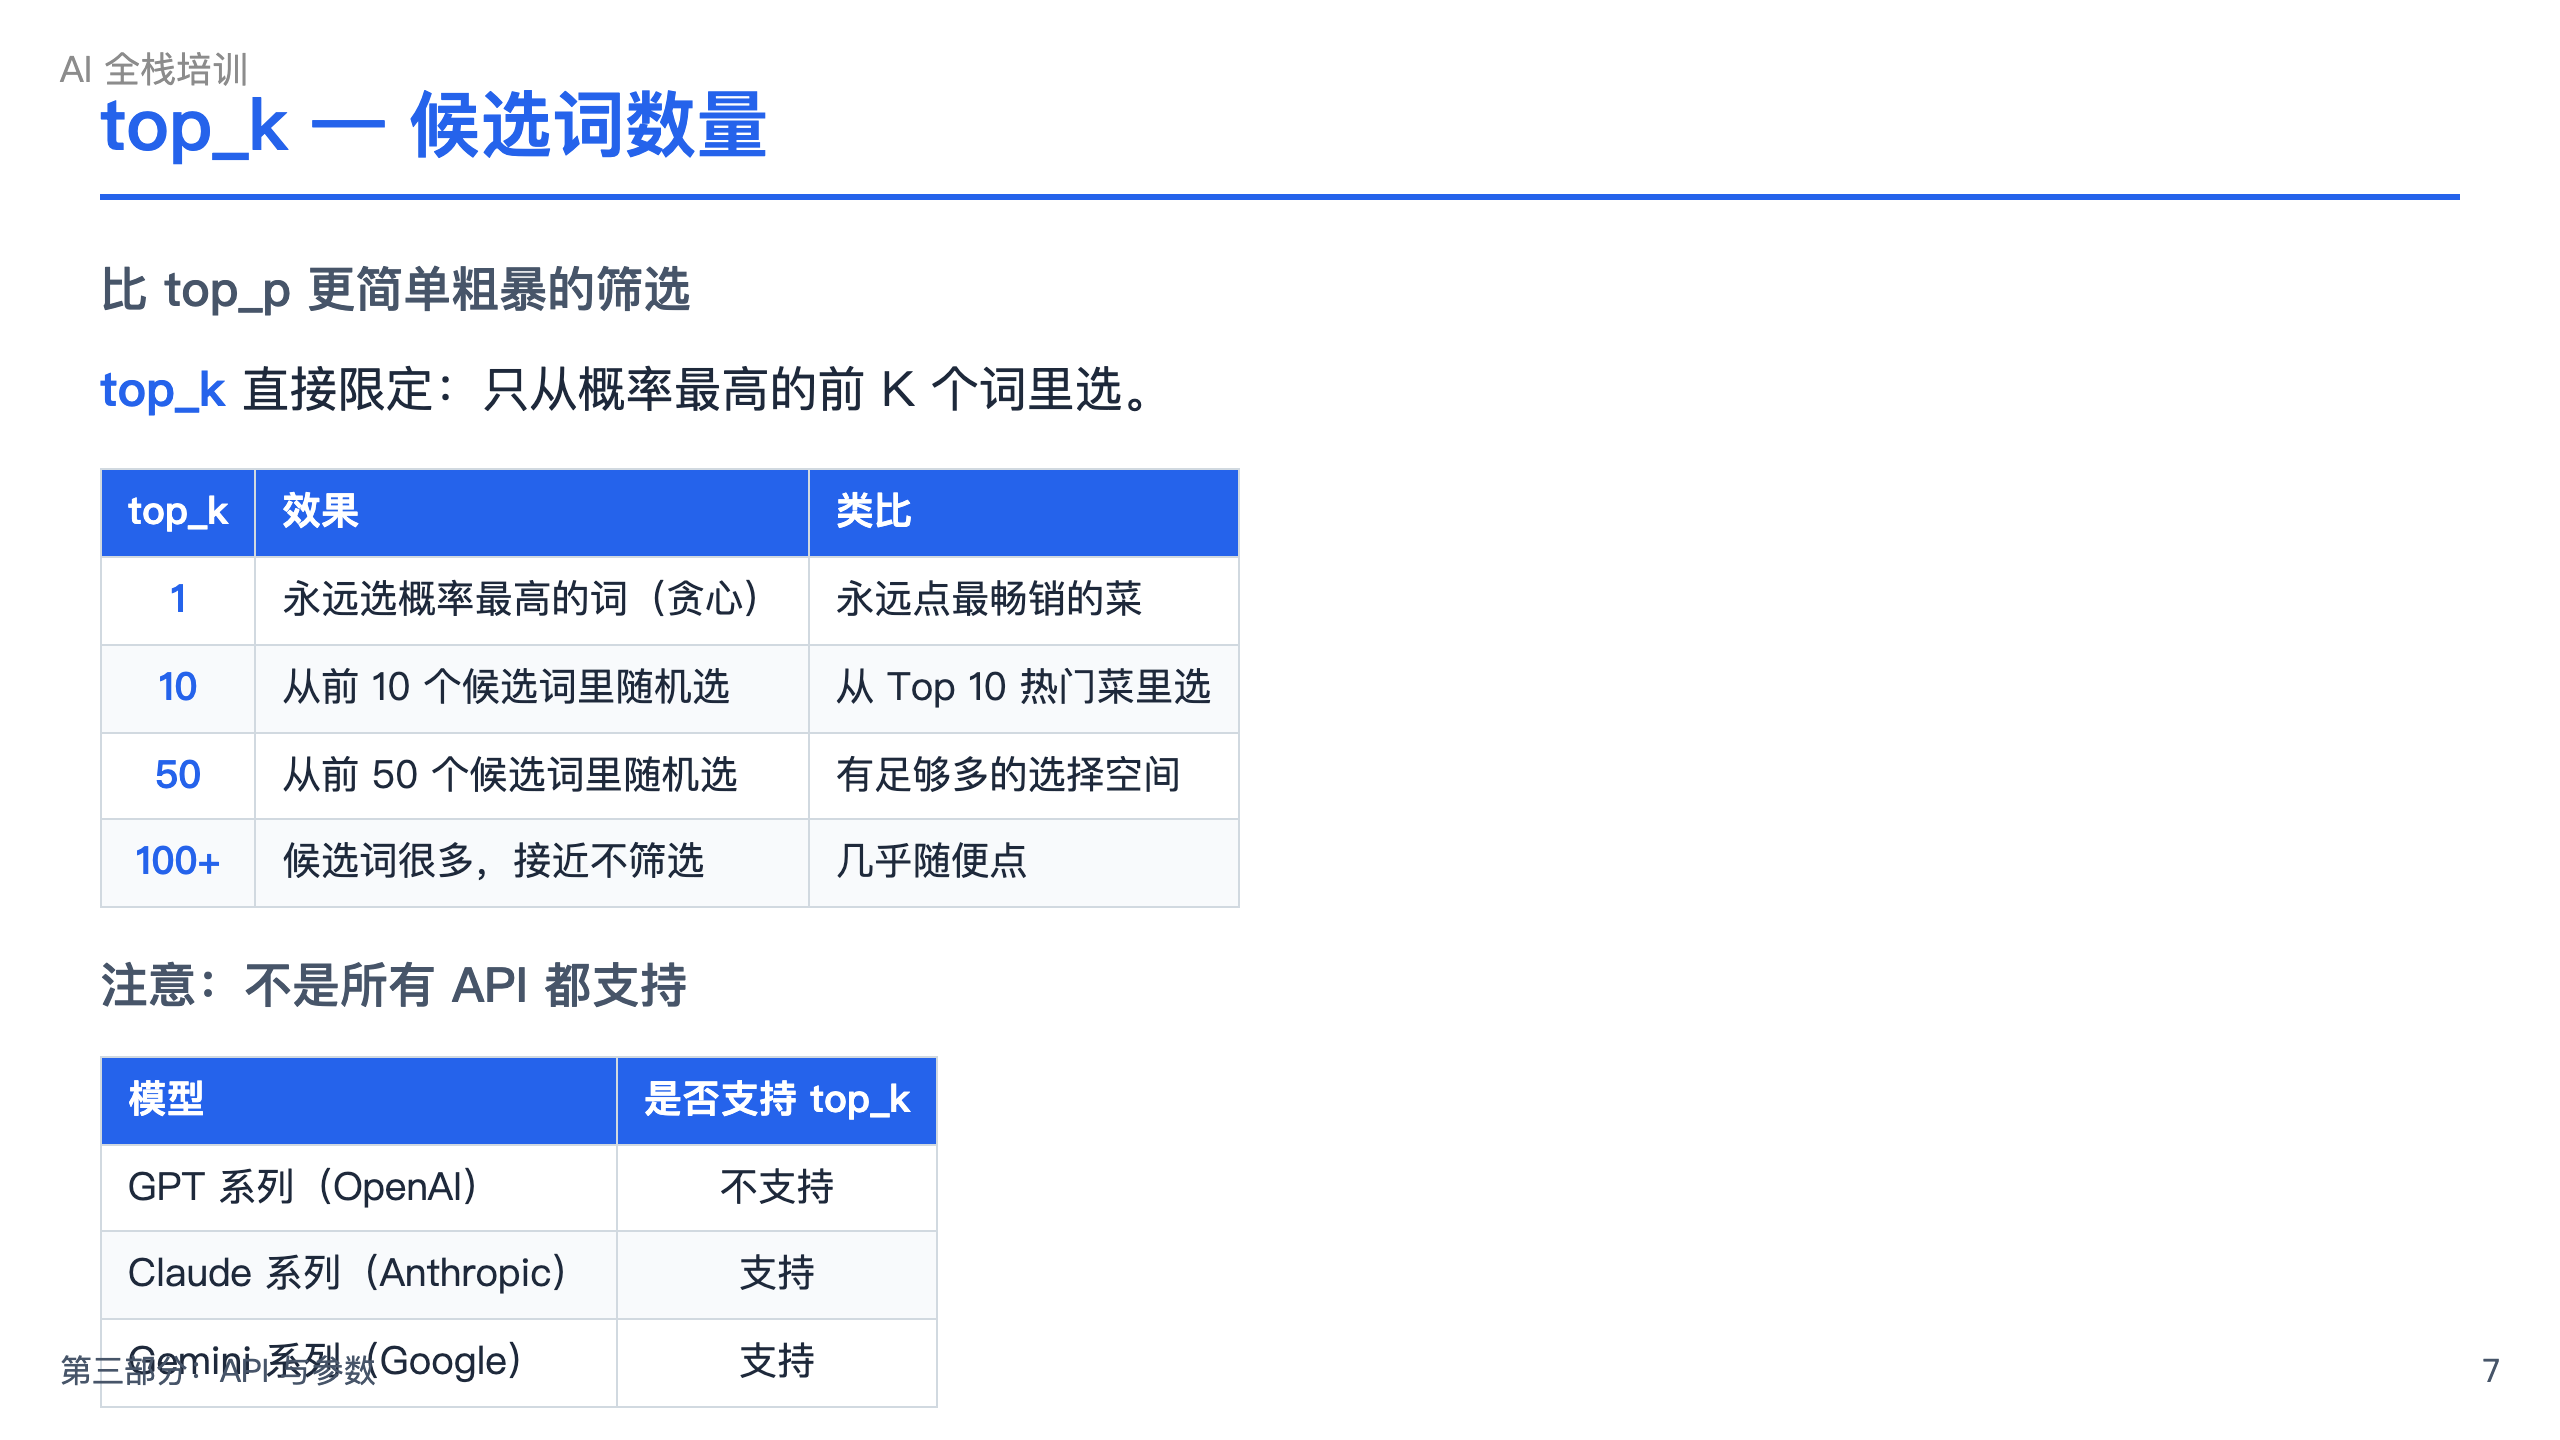 AI 全栈培训
top_k — 候选词数量
比 top_p 更简单粗暴的筛选
top_k 直接限定：只从概率最高的前 K 个词里选。
top_k 效果 类比
1 永远选概率最高的词（贪心） 永远点最畅销的菜
10 从前 10 个候选词里随机选 从 Top 10 热门菜里选
50 从前 50 个候选词里随机选 有足够多的选择空间
100+ 候选词很多，接近不筛选 几乎随便点
注意：不是所有 API 都支持
模型 是否支持 top_k
GPT 系列（OpenAI） 不支持
Claude 系列（Anthropic） 支持
Gemini 系列（Google） 支持
第三部分：API 与参数
7